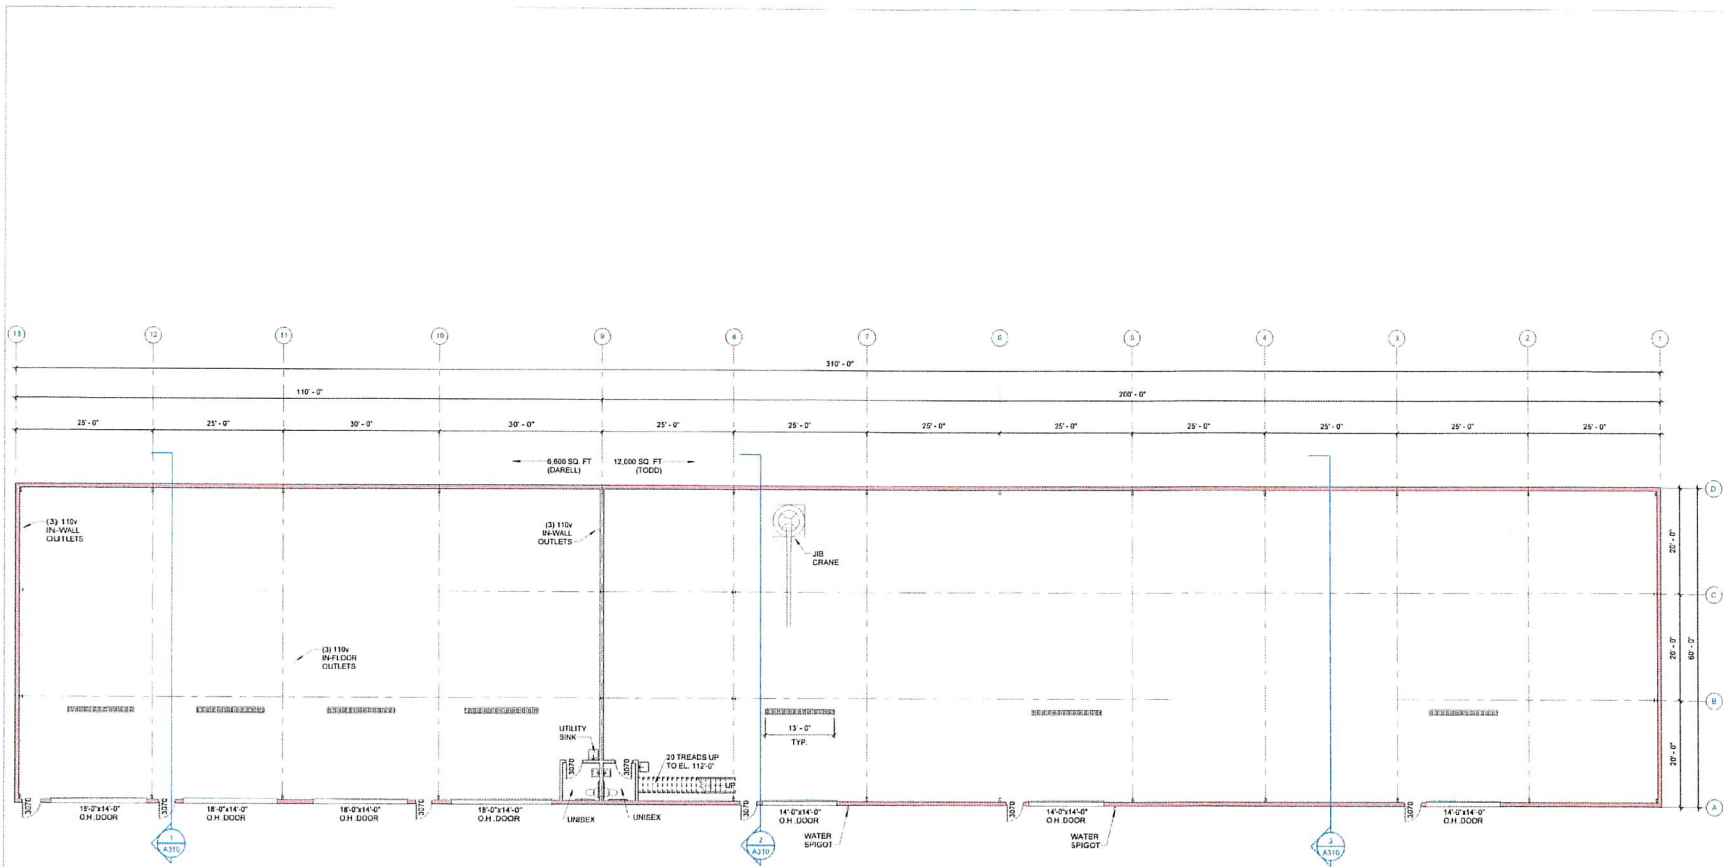 13 12 11 10 9 8 7 6 5 4 3 2 1
310' - 0"
110' - 0" 200' - 0"
25' - 0" 25' - 0" 30' - 0" 30' - 0" 25' - 0" 25' - 0" 25' - 0" 25' - 0" 25' - 0" 25' - 0" 25' - 0" 25' - 0"
6,600 SQ. FT
(DARELL)
12,000 SQ. FT
(TODD)
D
(3) 110v
IN-WALL
OUTLETS
(3) 110v
IN-WALL
OUTLETS
JIB
CRANE
20' - 0"
C
(3) 110v
IN-FLOOR
OUTLETS
20' - 0"
60' - 0"
B
13' - 0"
TYP.
UTILITY
SINK
3070
3070
20 TREADS UP
TO EL. 112'-0"
UP
20' - 0"
A
3070
3070
3070
3070
3070
3070
O.H.DOOR
18'-0"x14'-0"
O.H.DOOR
18'-0"x14'-0"
O.H.DOOR
18'-0"x14'-0"
O.H.DOOR
UNISEX
UNISEX
14'-0"x14'-0"
O.H.DOOR
14'-0"x14'-0"
O.H.DOOR
14'-0"x14'-0"
O.H.DOOR
WATER
SPIGOT
WATER
SPIGOT
1
A310
2
A310
3
A310